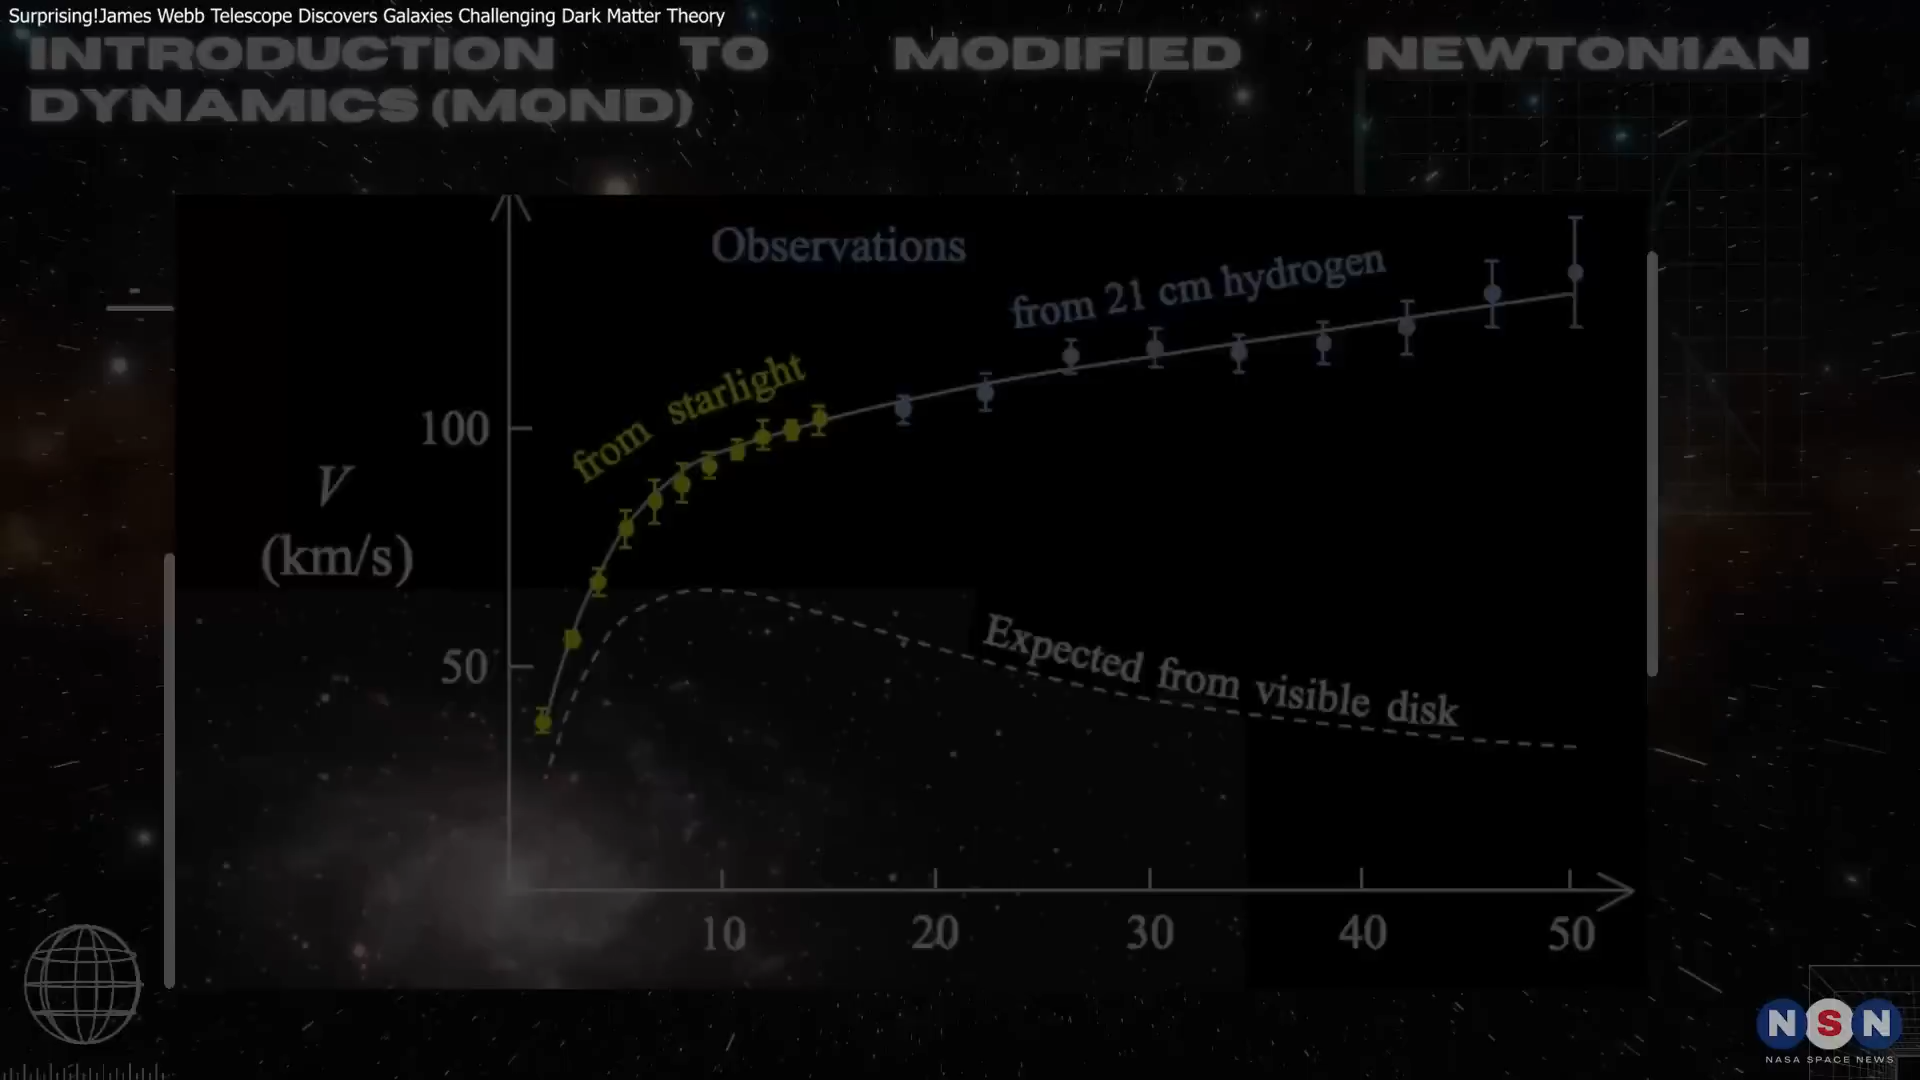 Surprising!James Webb Telescope Discovers Galaxies Challenging Dark Matter Theory
INTRODUCTION TO MODIFIED NEWTONIAN
DYNAMICS (MOND)
Observations
from 21 cm hydrogen
from starlight
100
V
(km/s)
50
Expected from visible disk
10 20 30 40 50
NSN
NASA SPACE NEWS